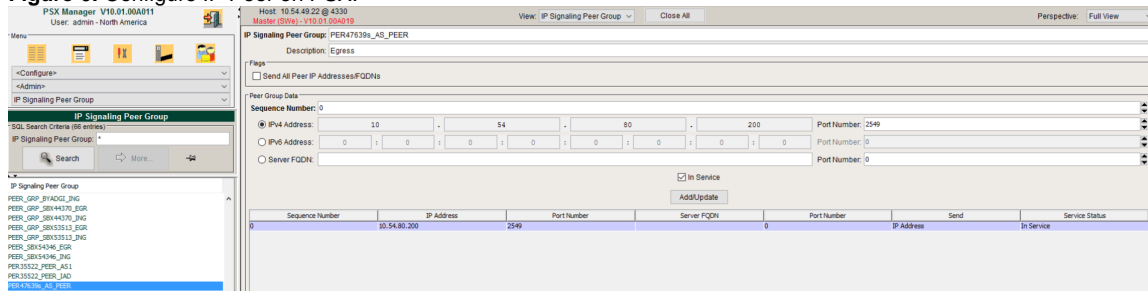 Figure 6: Configure IP Peer on PGRP
PSX Manager V10.01.00A011
User: admin - North America
Menu
<Configure>
<Admin>
IP Signaling Peer Group
IP Signaling Peer Group
SQL Search Criteria (66 entries)
IP Signaling Peer Group: *
Search More...
IP Signaling Peer Group
PEER_GRP_BYADGI_ING
PEER_GRP_SBX44370_EGR
PEER_GRP_SBX44370_ING
PEER_GRP_SBX53513_EGR
PEER_GRP_SBX53513_ING
PEER_SBX54346_EGR
PEER_SBX54346_ING
PER35522_PEER_AS1
PER35522_PEER_IAD
PER47639s_AS_PEER
Host: 10.54.49.22 @ 4330
Master (SWe) - V10.01.00A019
View: IP Signaling Peer Group Close All Perspective: Full View
IP Signaling Peer Group: PER47639s_AS_PEER
Description: Egress
Flags
Send All Peer IP Addresses/FQDNs
Peer Group Data
Sequence Number: 0
IPv4 Address: 10 . 54 . 80 . 200 Port Number: 2549
IPv6 Address: 0 : 0 : 0 : 0 : 0 : 0 : 0 : 0 Port Number: 0
Server FQDN: Port Number: 0
In Service
Add/Update
Sequence Number IP Address Port Number Server FQDN Port Number Send Service Status
0 10.54.80.200 2549 0 IP Address In Service